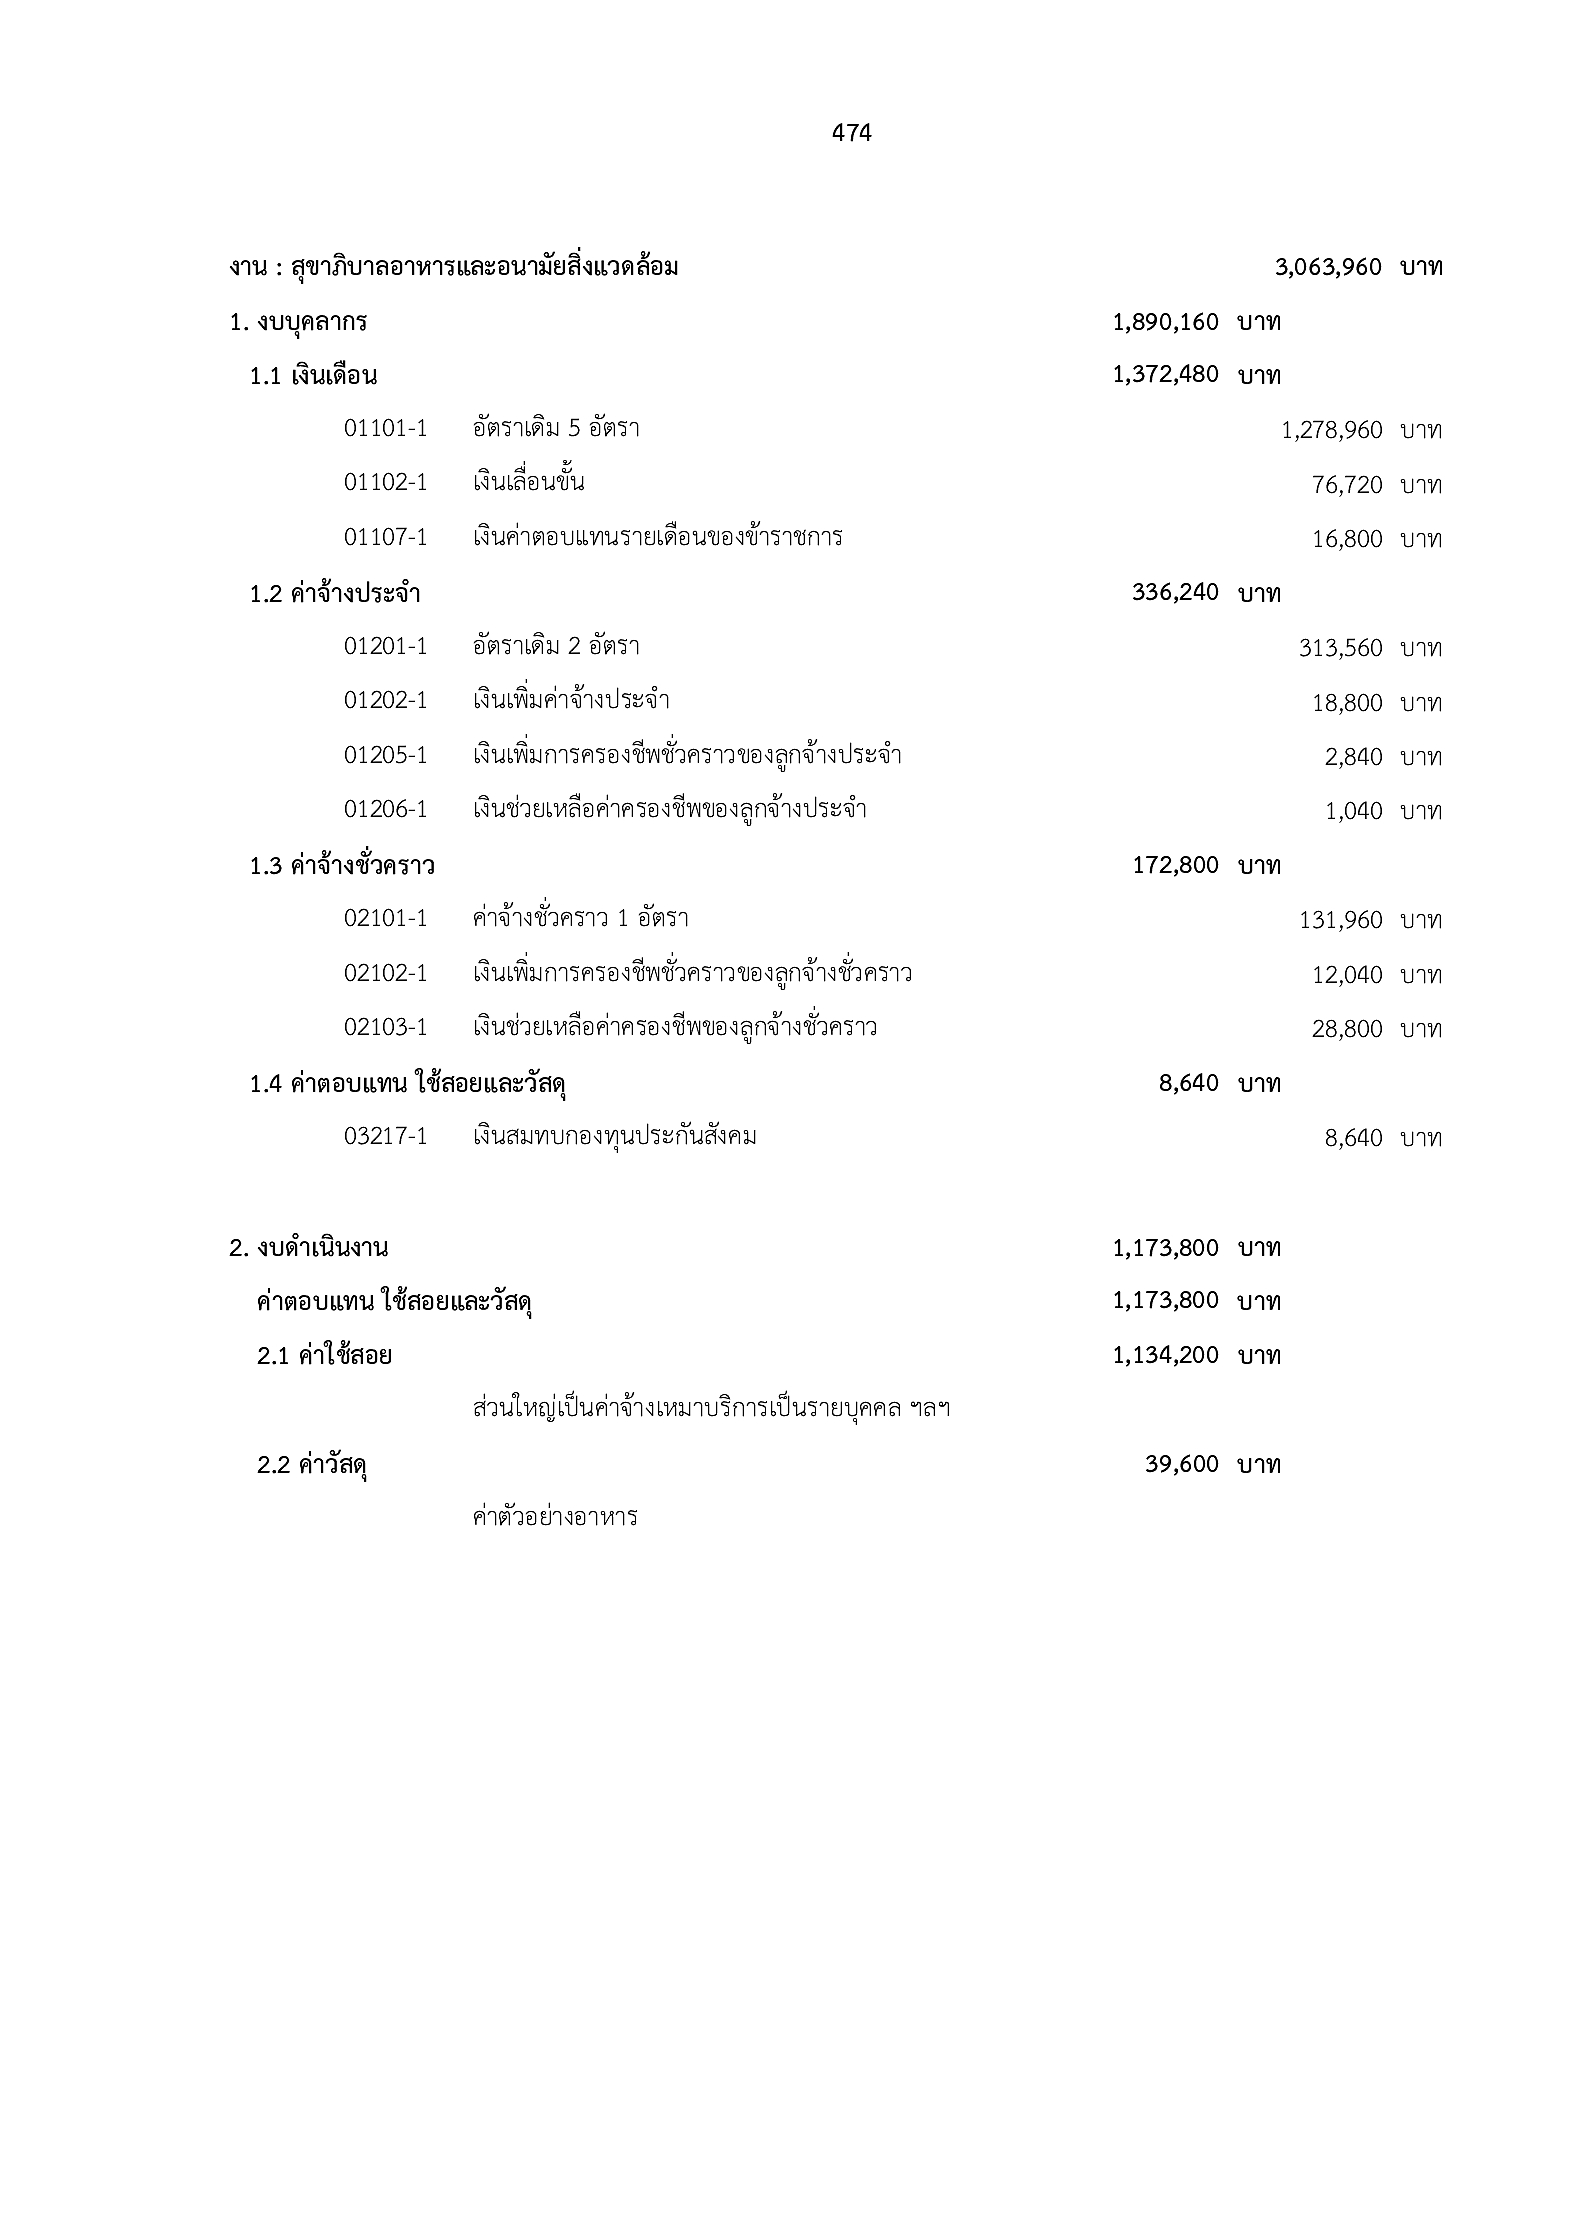 474
งาน : สุขาภิบาลอาหารและอนามัยสิ่งแวดล้อม 3,063,960 บาท
1. งบบุคลากร 1,890,160 บาท
1.1 เงินเดือน 1,372,480 บาท
01101-1 อัตราเดิม 5 อัตรา 1,278,960 บาท
01102-1 เงินเลื่อนขั้น 76,720 บาท
01107-1 เงินค่าตอบแทนรายเดือนของข้าราชการ 16,800 บาท
1.2 ค่าจ้างประจำ 336,240 บาท
01201-1 อัตราเดิม 2 อัตรา 313,560 บาท
01202-1 เงินเพิ่มค่าจ้างประจำ 18,800 บาท
01205-1 เงินเพิ่มการครองชีพชั่วคราวของลูกจ้างประจำ 2,840 บาท
01206-1 เงินช่วยเหลือค่าครองชีพของลูกจ้างประจำ 1,040 บาท
1.3 ค่าจ้างชั่วคราว 172,800 บาท
02101-1 ค่าจ้างชั่วคราว 1 อัตรา 131,960 บาท
02102-1 เงินเพิ่มการครองชีพชั่วคราวของลูกจ้างชั่วคราว 12,040 บาท
02103-1 เงินช่วยเหลือค่าครองชีพของลูกจ้างชั่วคราว 28,800 บาท
1.4 ค่าตอบแทน ใช้สอยและวัสดุ 8,640 บาท
03217-1 เงินสมทบกองทุนประกันสังคม 8,640 บาท
2. งบดำเนินงาน 1,173,800 บาท
ค่าตอบแทน ใช้สอยและวัสดุ 1,173,800 บาท
2.1 ค่าใช้สอย 1,134,200 บาท
ส่วนใหญ่เป็นค่าจ้างเหมาบริการเป็นรายบุคคล ฯลฯ
2.2 ค่าวัสดุ 39,600 บาท
ค่าตัวอย่างอาหาร